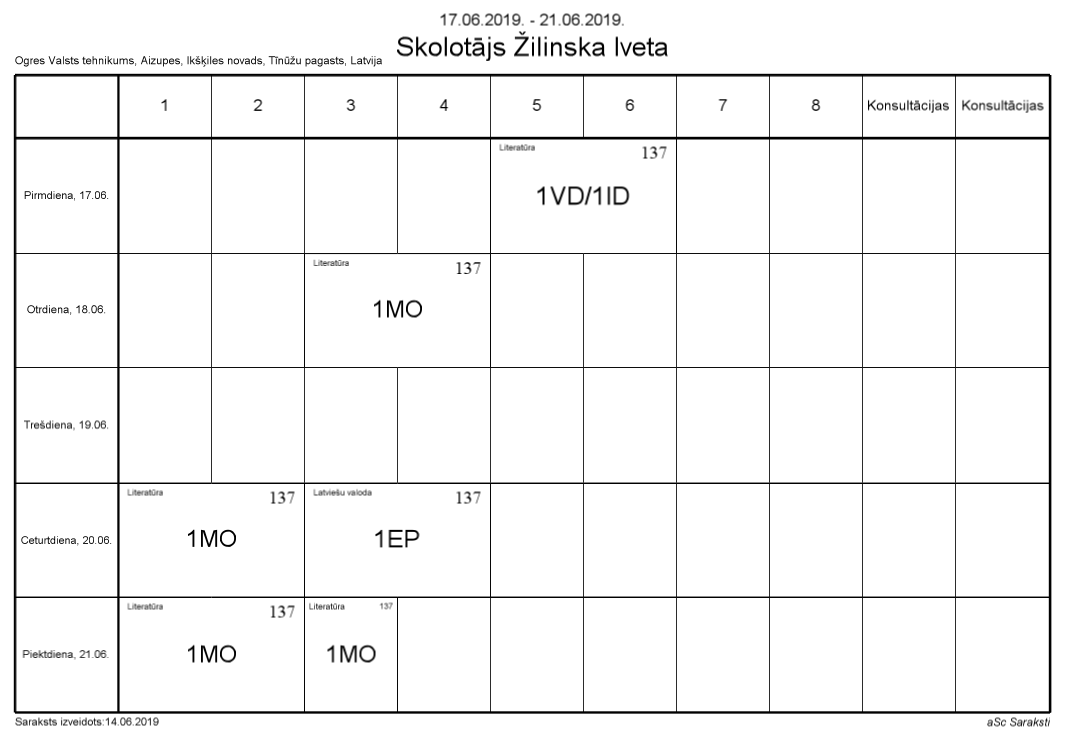 17.06.2019. - 21.06.2019.
Skolotājs Žilinska Iveta
Ogres Valsts tehnikums, Aizupes, Ikšķiles novads, Tīnūžu pagasts, Latvija
1 2 3 4 5 6 7 8 Konsultācijas Konsultācijas
Literatūra 137
Pirmdiena, 17.06. 1VD/1ID
Literatūra 137
Otrdiena, 18.06. 1MO
Trešdiena, 19.06.
Literatūra 137 Latviešu valoda 137
Ceturtdiena, 20.06. 1MO 1EP
Literatūra 137 Literatūra 137
Piektdiena, 21.06. 1MO 1MO
Saraksts izveidots:14.06.2019 aSc Saraksti